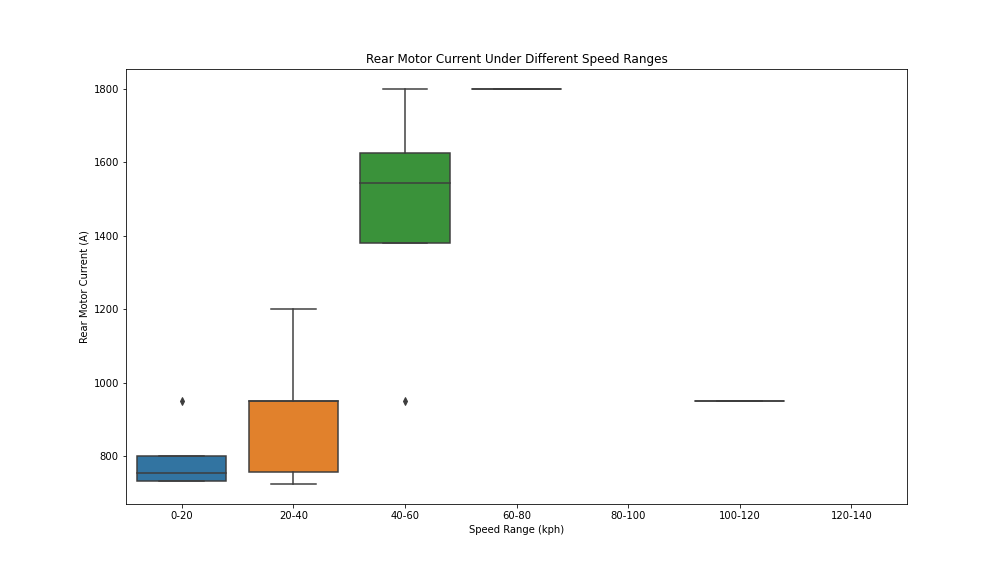 Rear Motor Current Under Different Speed Ranges
1800
1600
1400
1200
1000
800
Rear Motor Current (A)
0-20 20-40 40-60 60-80 80-100 100-120 120-140
Speed Range (kph)